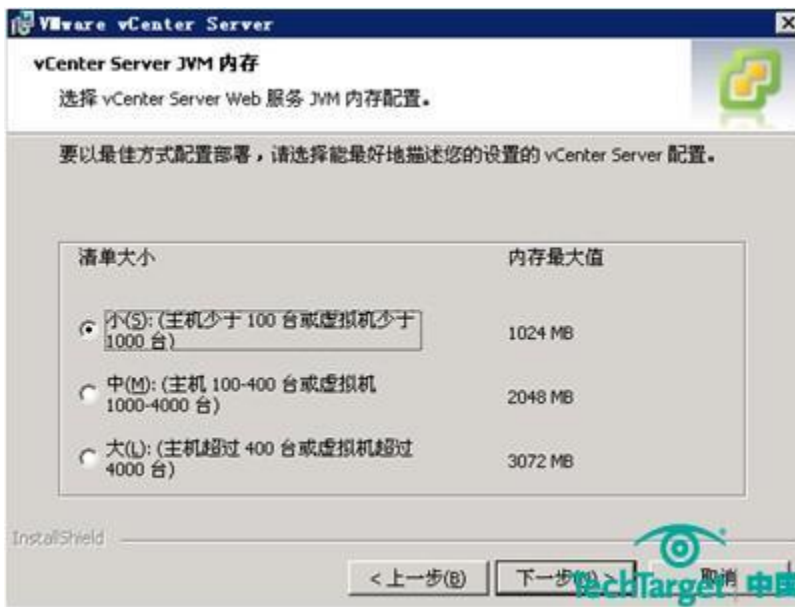 VMware vCenter Server
vCenter Server JVM 内存
选择 vCenter Server Web 服务 JVM 内存配置。
要以最佳方式配置部署，请选择能最好地描述您的设置的 vCenter Server 配置。
清单大小 内存最大值
小(S): (主机少于 100 台或虚拟机少于
1000 台) 1024 MB
中(M): (主机 100-400 台或虚拟机
1000-4000 台) 2048 MB
大(L): (主机超过 400 台或虚拟机超过
4000 台) 3072 MB
InstallShield
< 上一步(B) 下一步(N) > 取消
TechTarget 中国